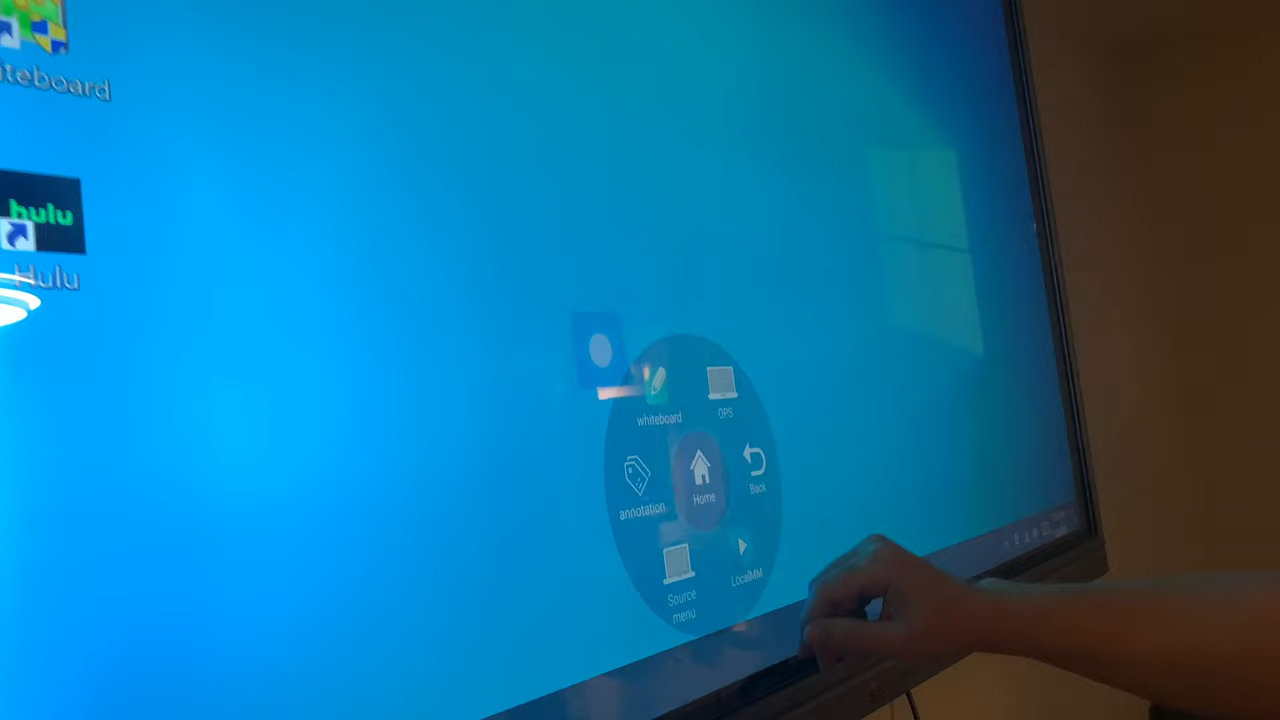 iteboard
hulu
Hulu
whiteboard
OPS
annotation
Home
Back
Source
menu
LocalMM